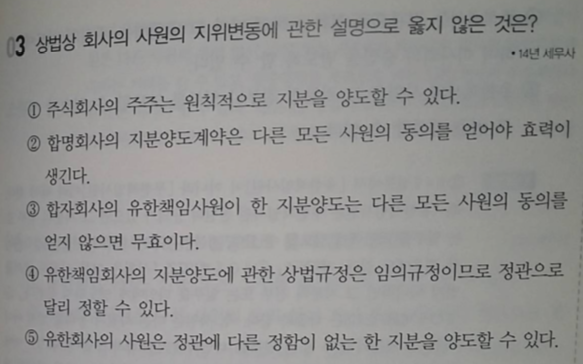 03 상법상 회사의 사원의 지위변동에 관한 설명으로 옳지 않은 것은?
• 14년 세무사
① 주식회사의 주주는 원칙적으로 지분을 양도할 수 있다.
② 합명회사의 지분양도계약은 다른 모든 사원의 동의를 얻어야 효력이
생긴다.
③ 합자회사의 유한책임사원이 한 지분양도는 다른 모든 사원의 동의를
얻지 않으면 무효이다.
④ 유한책임회사의 지분양도에 관한 상법규정은 임의규정이므로 정관으로
달리 정할 수 있다.
⑤ 유한회사의 사원은 정관에 다른 정함이 없는 한 지분을 양도할 수 있다.